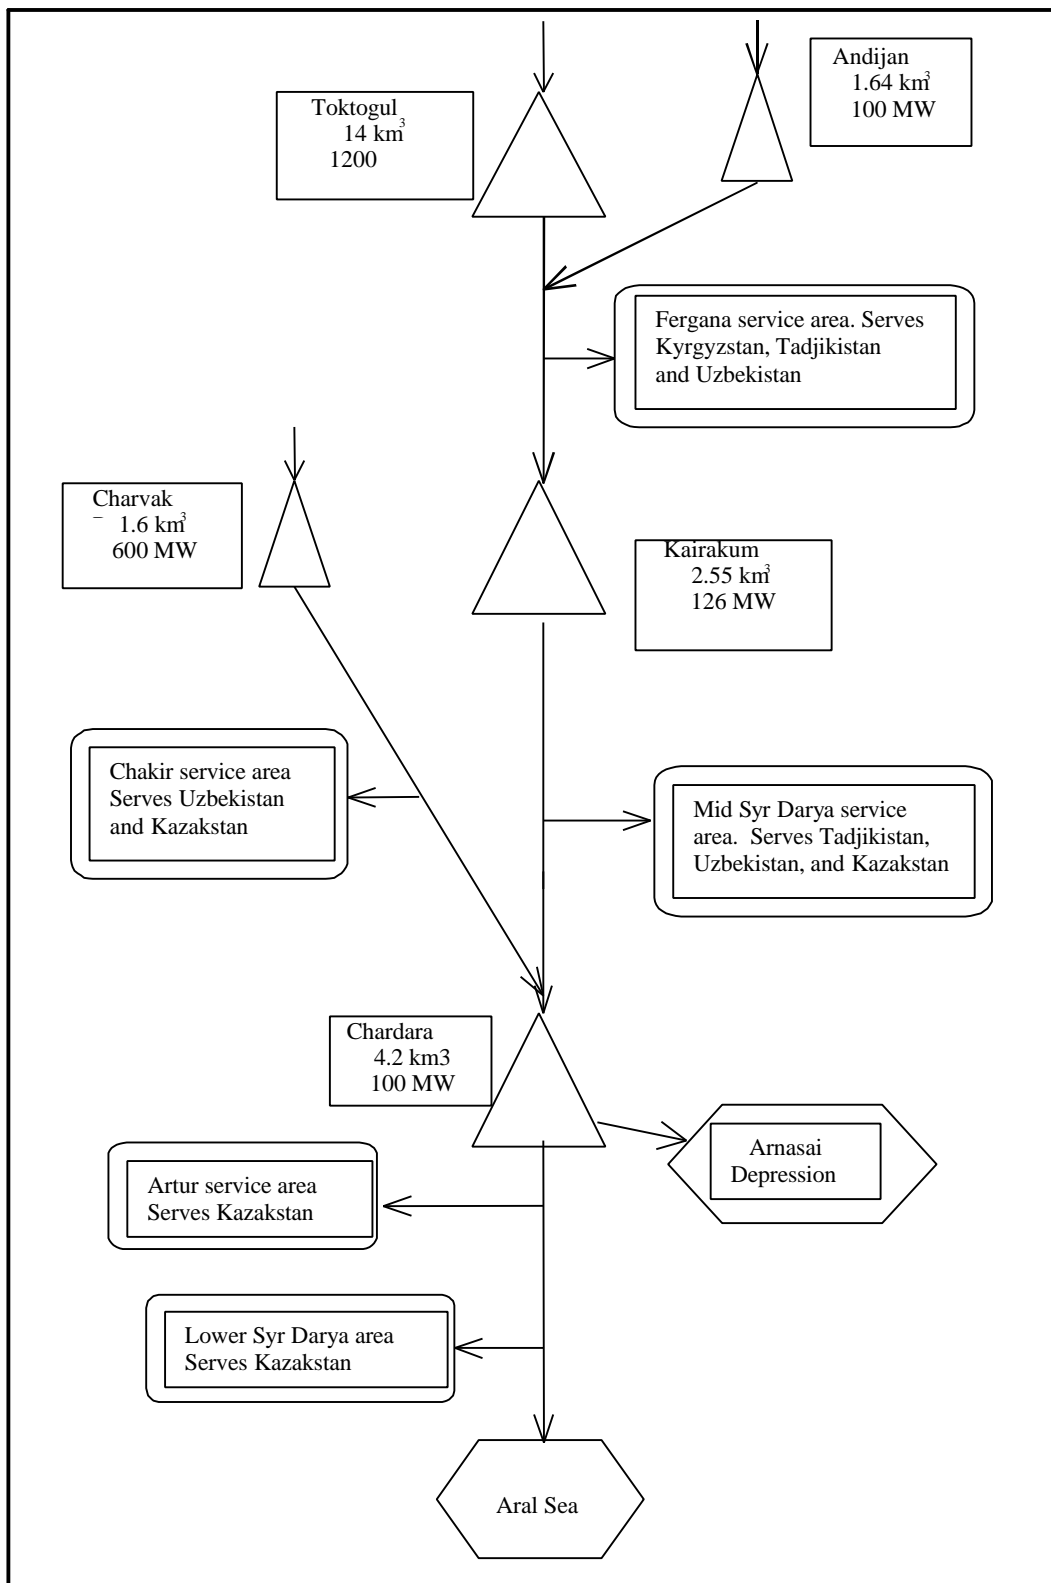 Andijan
1.64 km3
100 MW
Toktogul
14 km3
1200
Fergana service area. Serves
Kyrgyzstan, Tadjikistan
and Uzbekistan
Charvak
1.6 km3
600 MW
Kairakum
2.55 km3
126 MW
Chakir service area
Serves Uzbekistan
and Kazakstan
Mid Syr Darya service
area. Serves Tadjikistan,
Uzbekistan, and Kazakstan
Chardara
4.2 km3
100 MW
Arnasai
Depression
Artur service area
Serves Kazakstan
Lower Syr Darya area
Serves Kazakstan
Aral Sea